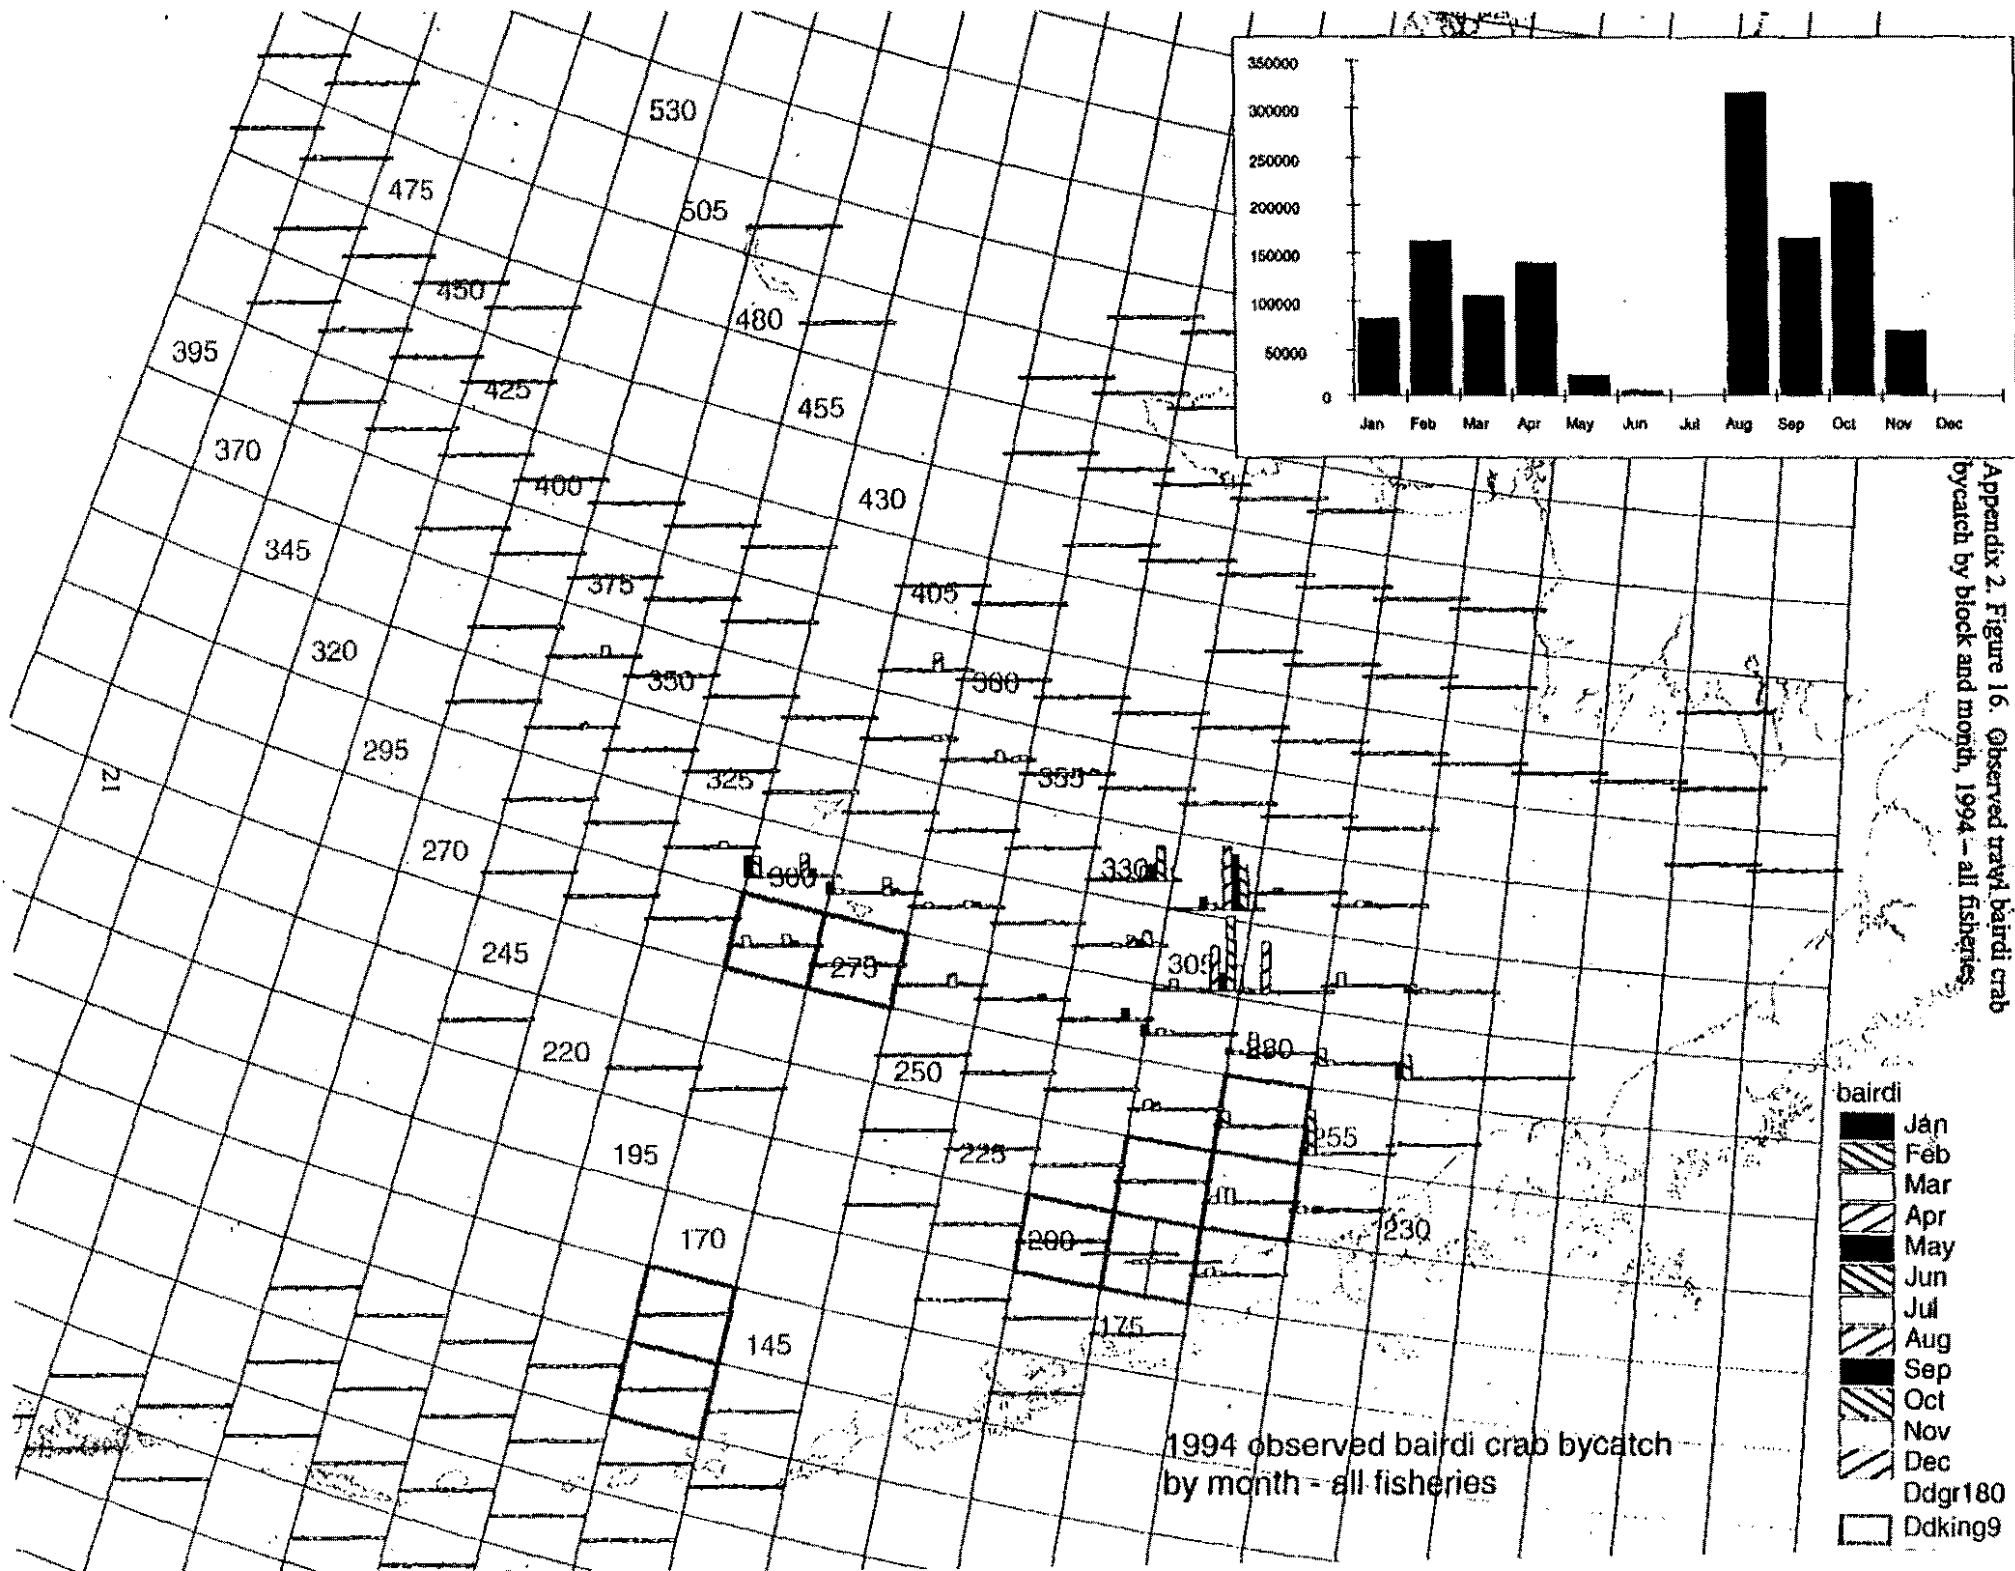 350000
300000
250000
200000
150000
100000
50000
0
Jan Feb Mar Apr May Jun Jul Aug Sep Oct Nov Dec
Appendix 2. Figure 16. Observed trawl bairdi crab
bycatch by block and month, 1994 – all fisheries.
530
475
505
450
480
395
425
455
370
400
430
345
375
405
320
350
380
295
325
355
21
270
300
330
245
275
305
220
250
280
195
225
255
170
200
230
145
175
1994 observed bairdi crab bycatch
by month - all fisheries
bairdi
Jan
Feb
Mar
Apr
May
Jun
Jul
Aug
Sep
Oct
Nov
Dec
Ddgr180
Ddking9